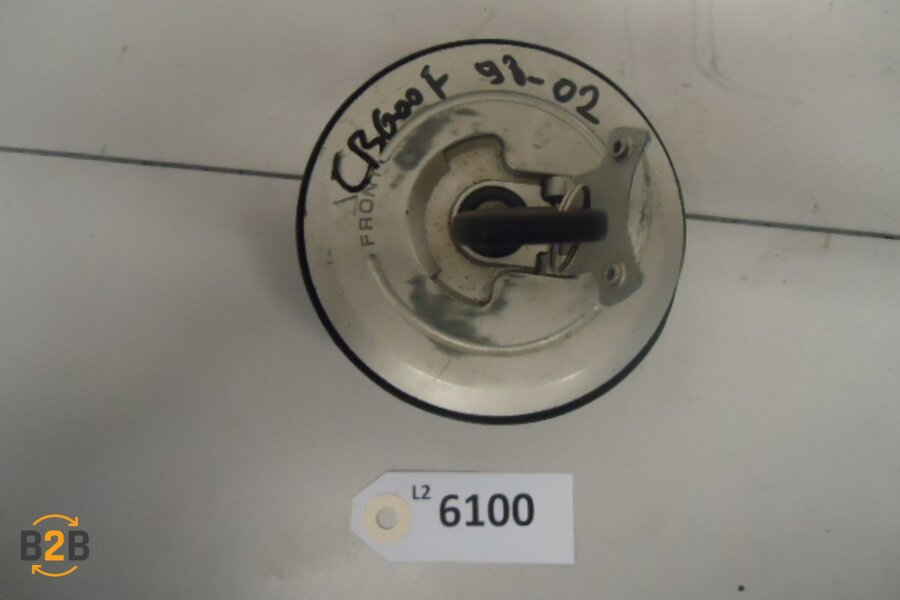 CB600F 98-02
FRONT
L2 6100
B2B